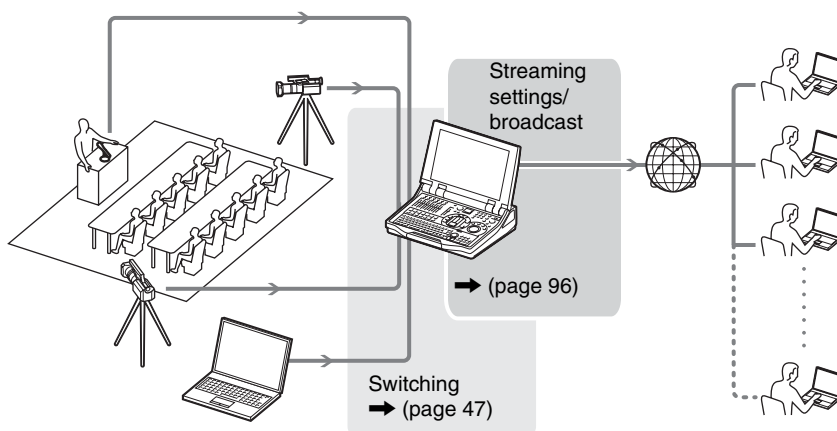 Streaming
settings/
broadcast
➡ (page 96)
Switching
➡ (page 47)